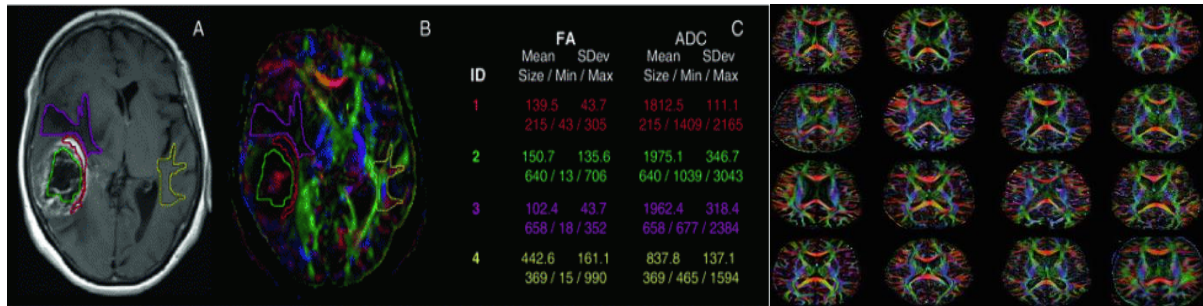 A
B
C
FA ADC
Mean SDev Mean SDev
ID Size / Min / Max Size / Min / Max
1 139.5 43.7 1812.5 111.1
215 / 43 / 305 215 / 1409 / 2165
2 150.7 135.6 1975.1 346.7
640 / 13 / 706 640 / 1039 / 3043
3 102.4 43.7 1962.4 318.4
658 / 18 / 352 658 / 677 / 2384
4 442.6 161.1 837.8 137.1
369 / 15 / 990 369 / 465 / 1594